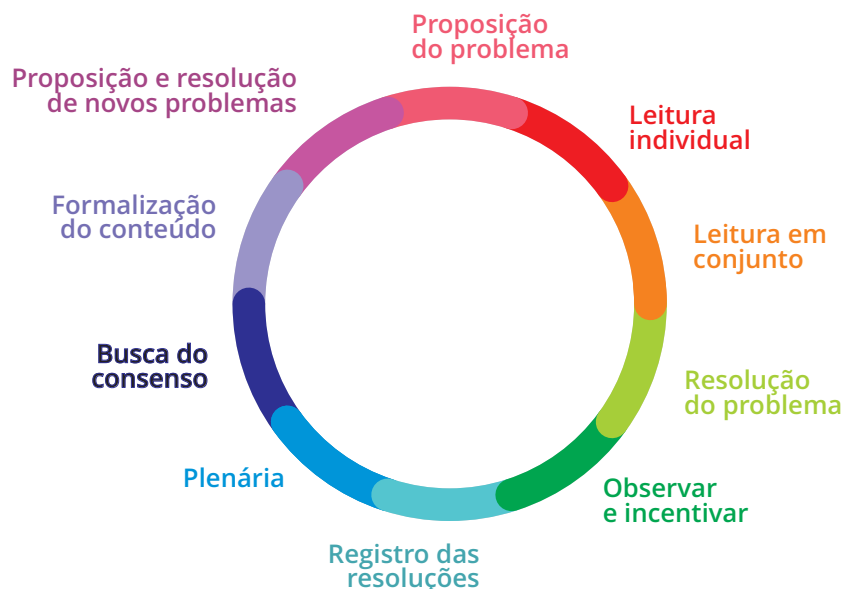 Proposição
do problema
Leitura
individual
Leitura em
conjunto
Resolução
do problema
Observar
e incentivar
Registro das
resoluções
Plenária
Busca do
consenso
Formalização
do conteúdo
Proposição e resolução
de novos problemas